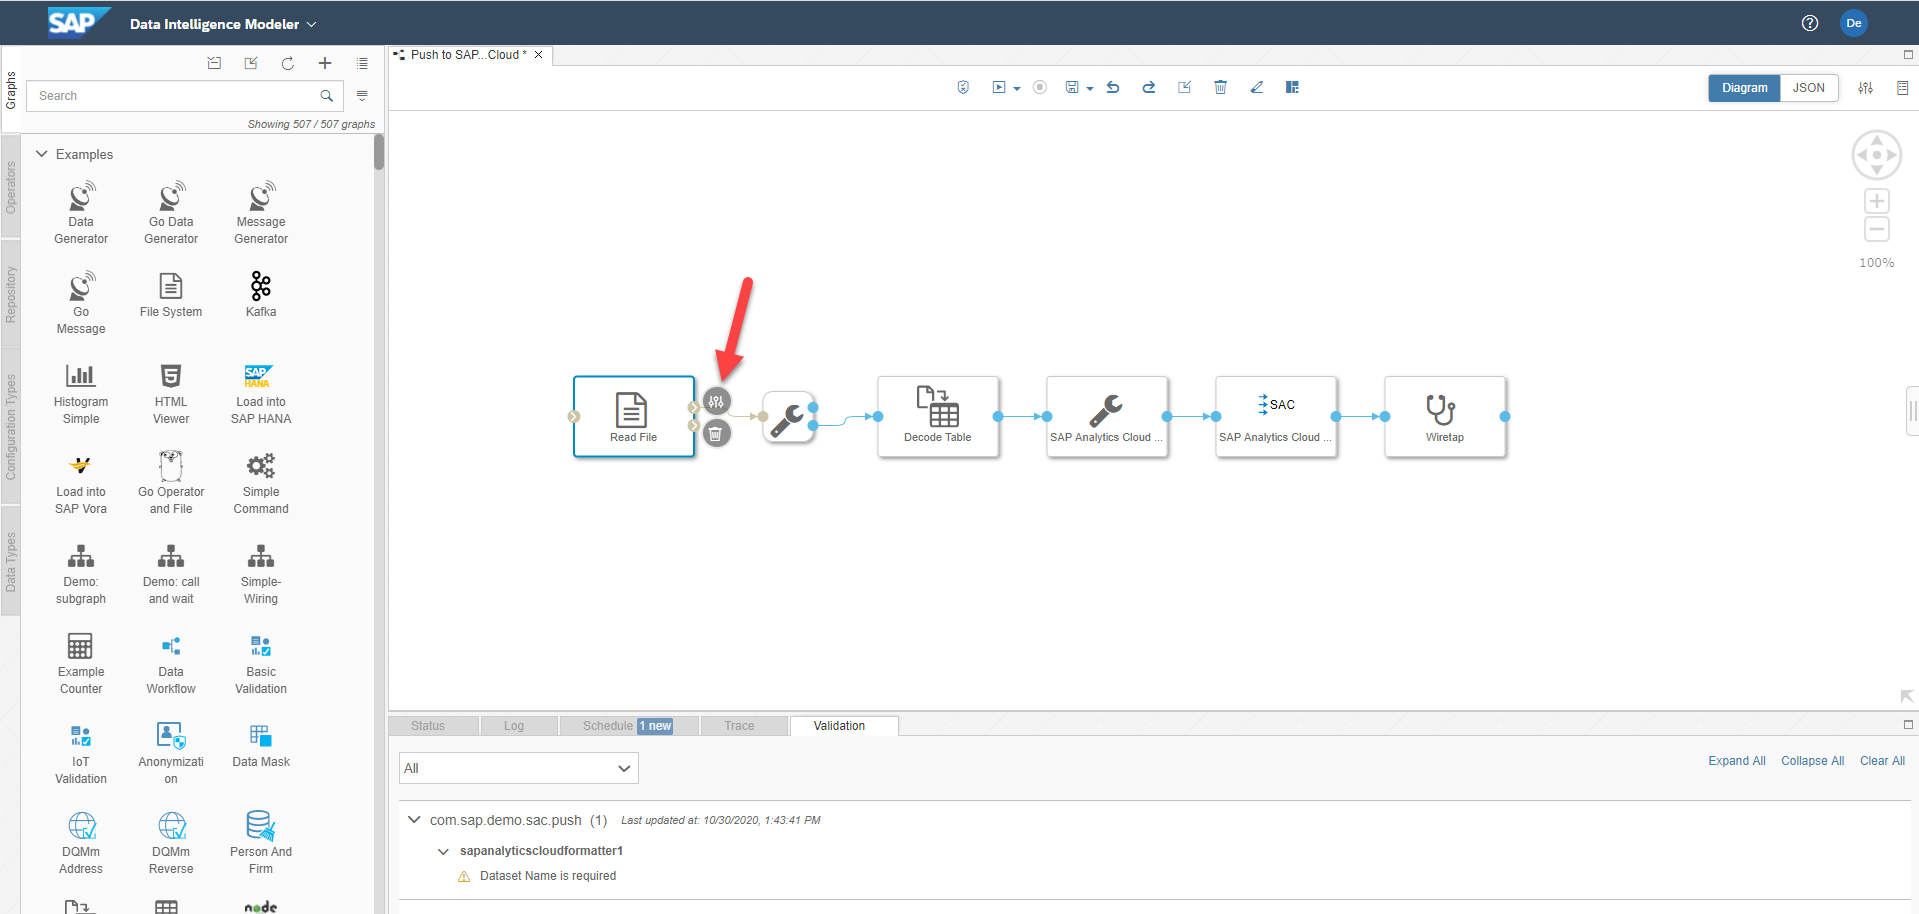 SAP Data Intelligence Modeler
De
Graphs
Operators
Repository
Configuration Types
Data Types
Search
Showing 507 / 507 graphs
Examples
Data
Generator
Go Data
Generator
Message
Generator
Go
Message
File System
Kafka
Histogram
Simple
HTML
Viewer
SAP
HANA
Load into
SAP HANA
Load into
SAP Vora
Go Operator
and File
Simple
Command
Demo:
subgraph
Demo: call
and wait
Simple-
Wiring
Example
Counter
Data
Workflow
Basic
Validation
IoT
Validation
Anonymizati
on
Data Mask
DQMm
Address
DQMm
Reverse
Person And
Firm
node
Push to SAP...Cloud *
Diagram
JSON
100%
Read File
Decode Table
SAP Analytics Cloud ...
SAC
SAP Analytics Cloud ...
Wiretap
Status
Log
Schedule 1 new
Trace
Validation
All
Expand All
Collapse All
Clear All
com.sap.demo.sac.push (1) Last updated at: 10/30/2020, 1:43:41 PM
sapanalyticscloudformatter1
Dataset Name is required